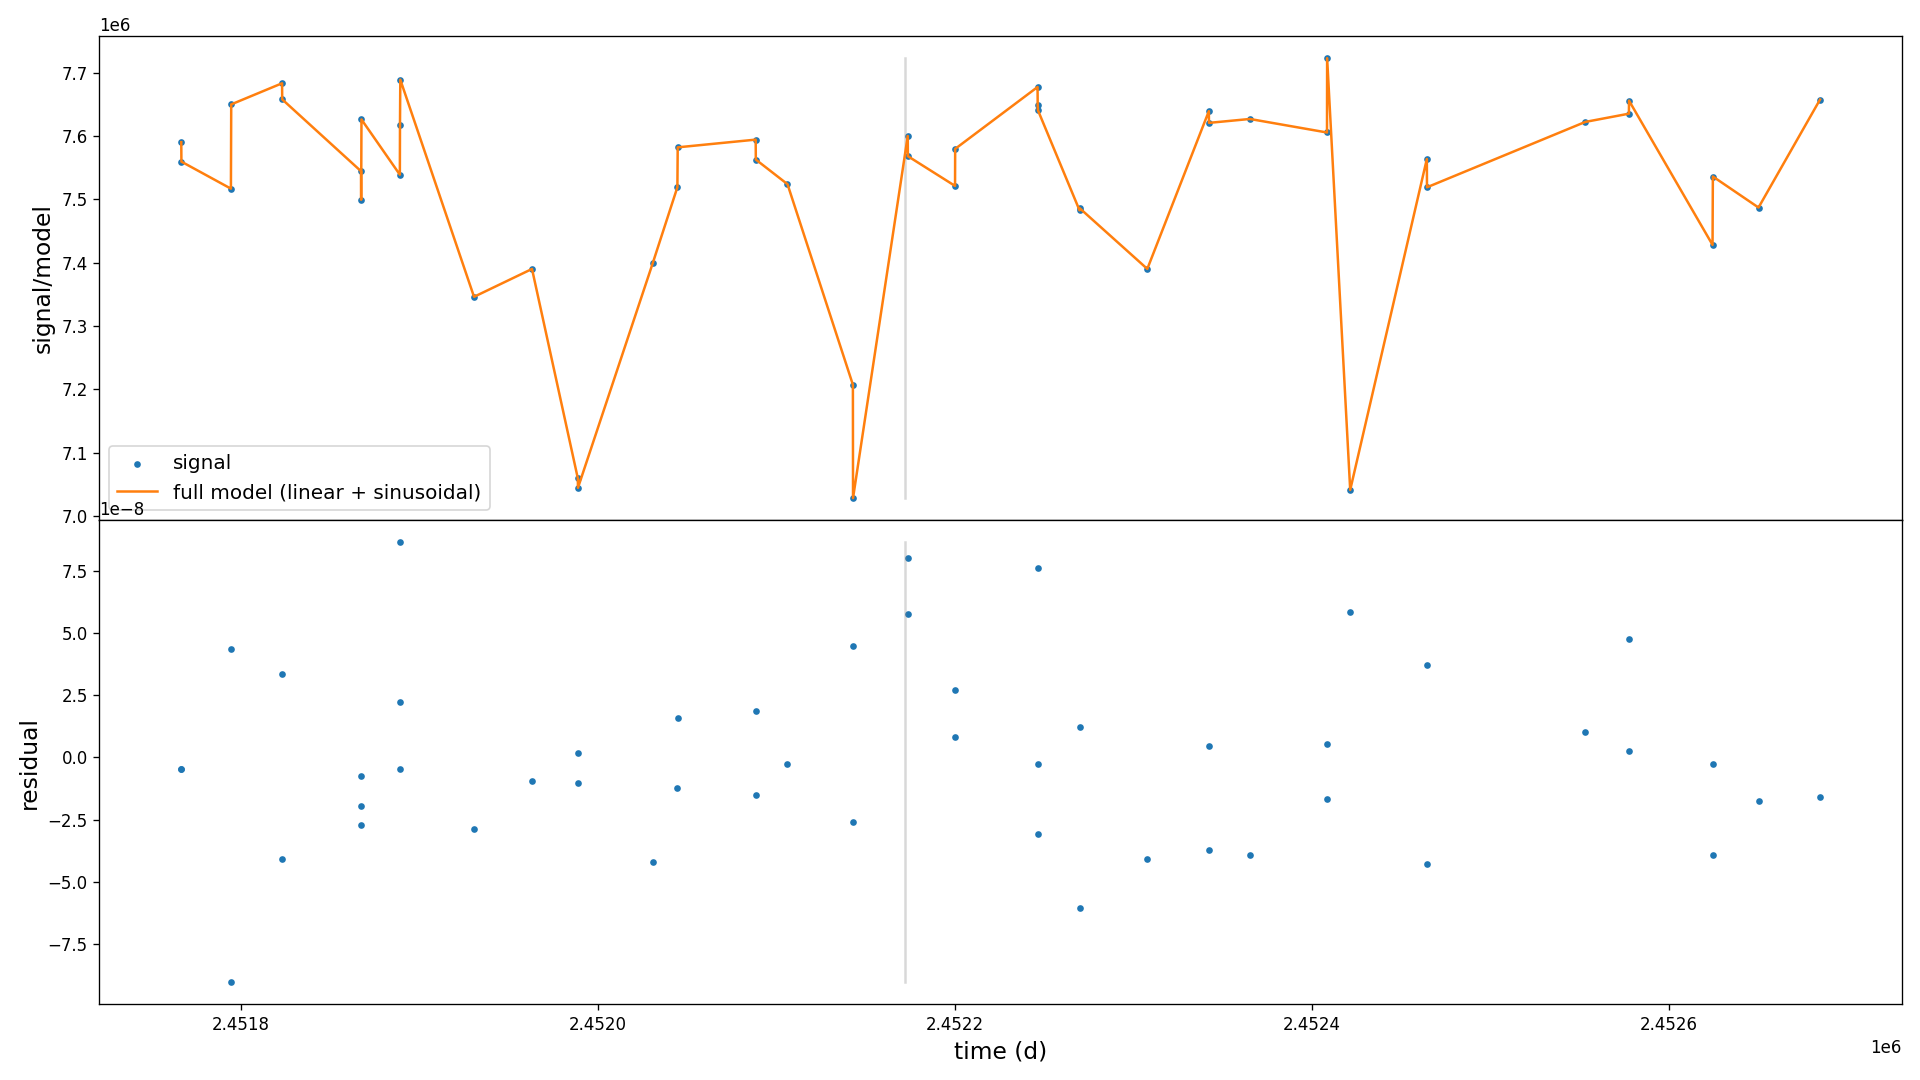 1e6
7.7
7.6
7.5
7.4
7.3
7.2
7.1
7.0
signal/model
signal
full model (linear + sinusoidal)
1e−8
7.5
5.0
2.5
0.0
−2.5
−5.0
−7.5
residual
2.4518 2.4520 2.4522 2.4524 2.4526
time (d)
1e6